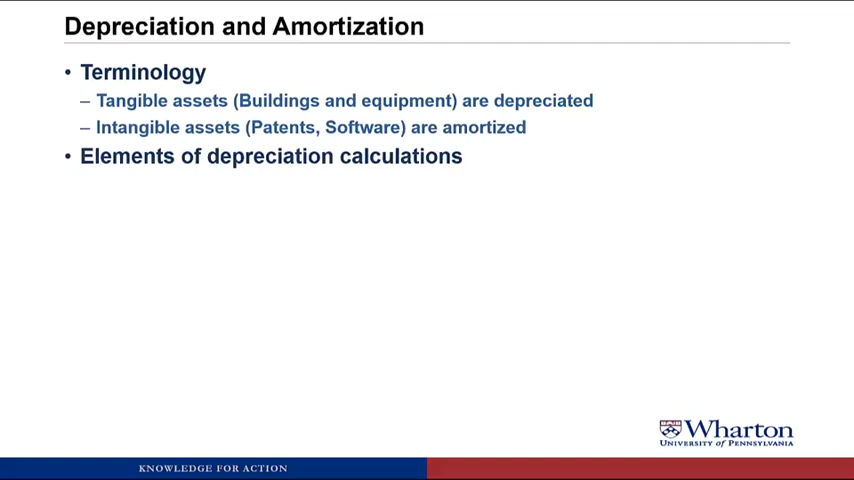 Depreciation and Amortization
• Terminology
– Tangible assets (Buildings and equipment) are depreciated
– Intangible assets (Patents, Software) are amortized
• Elements of depreciation calculations
Wharton
UNIVERSITY of PENNSYLVANIA
KNOWLEDGE FOR ACTION